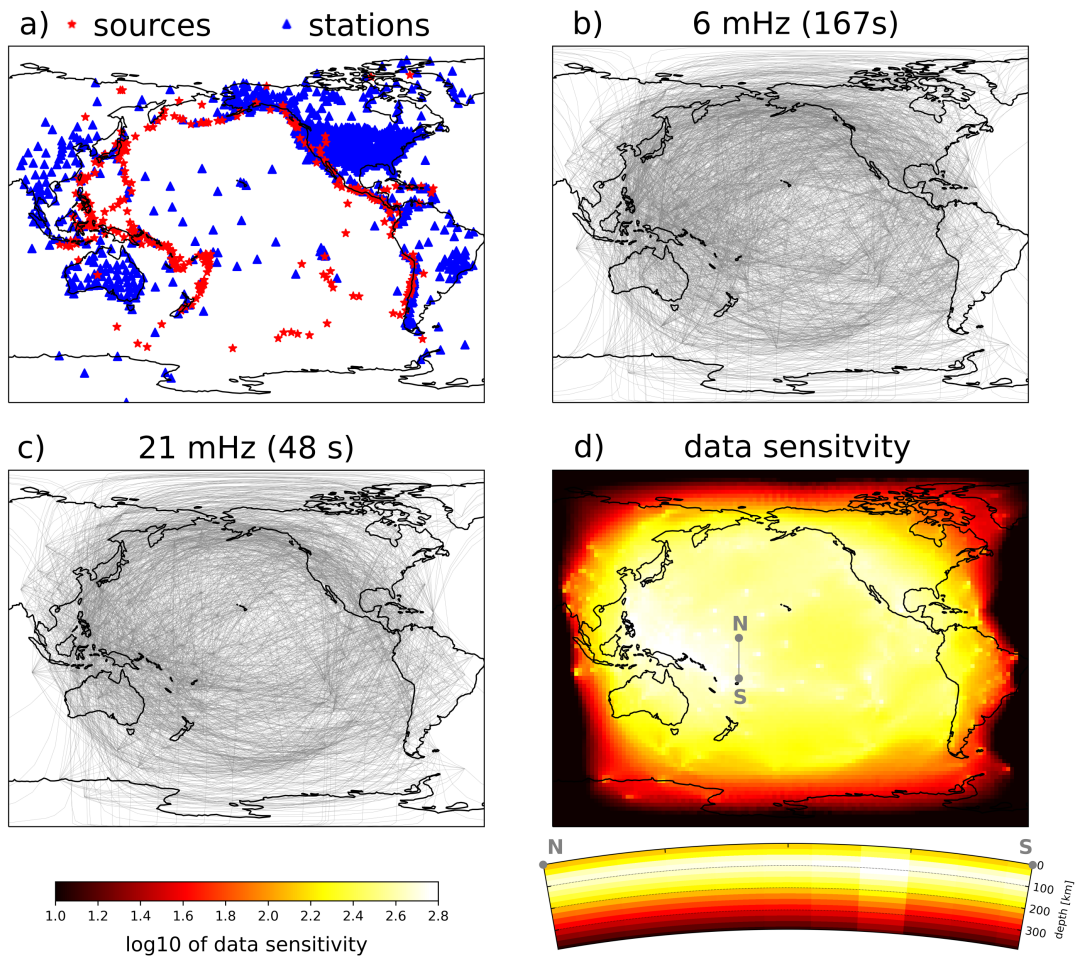 a) sources stations
b) 6 mHz (167s)
c) 21 mHz (48 s)
d) data sensitvity
N
S
N S
0
100
200
300
depth [km]
1.0 1.2 1.4 1.6 1.8 2.0 2.2 2.4 2.6 2.8
log10 of data sensitivity